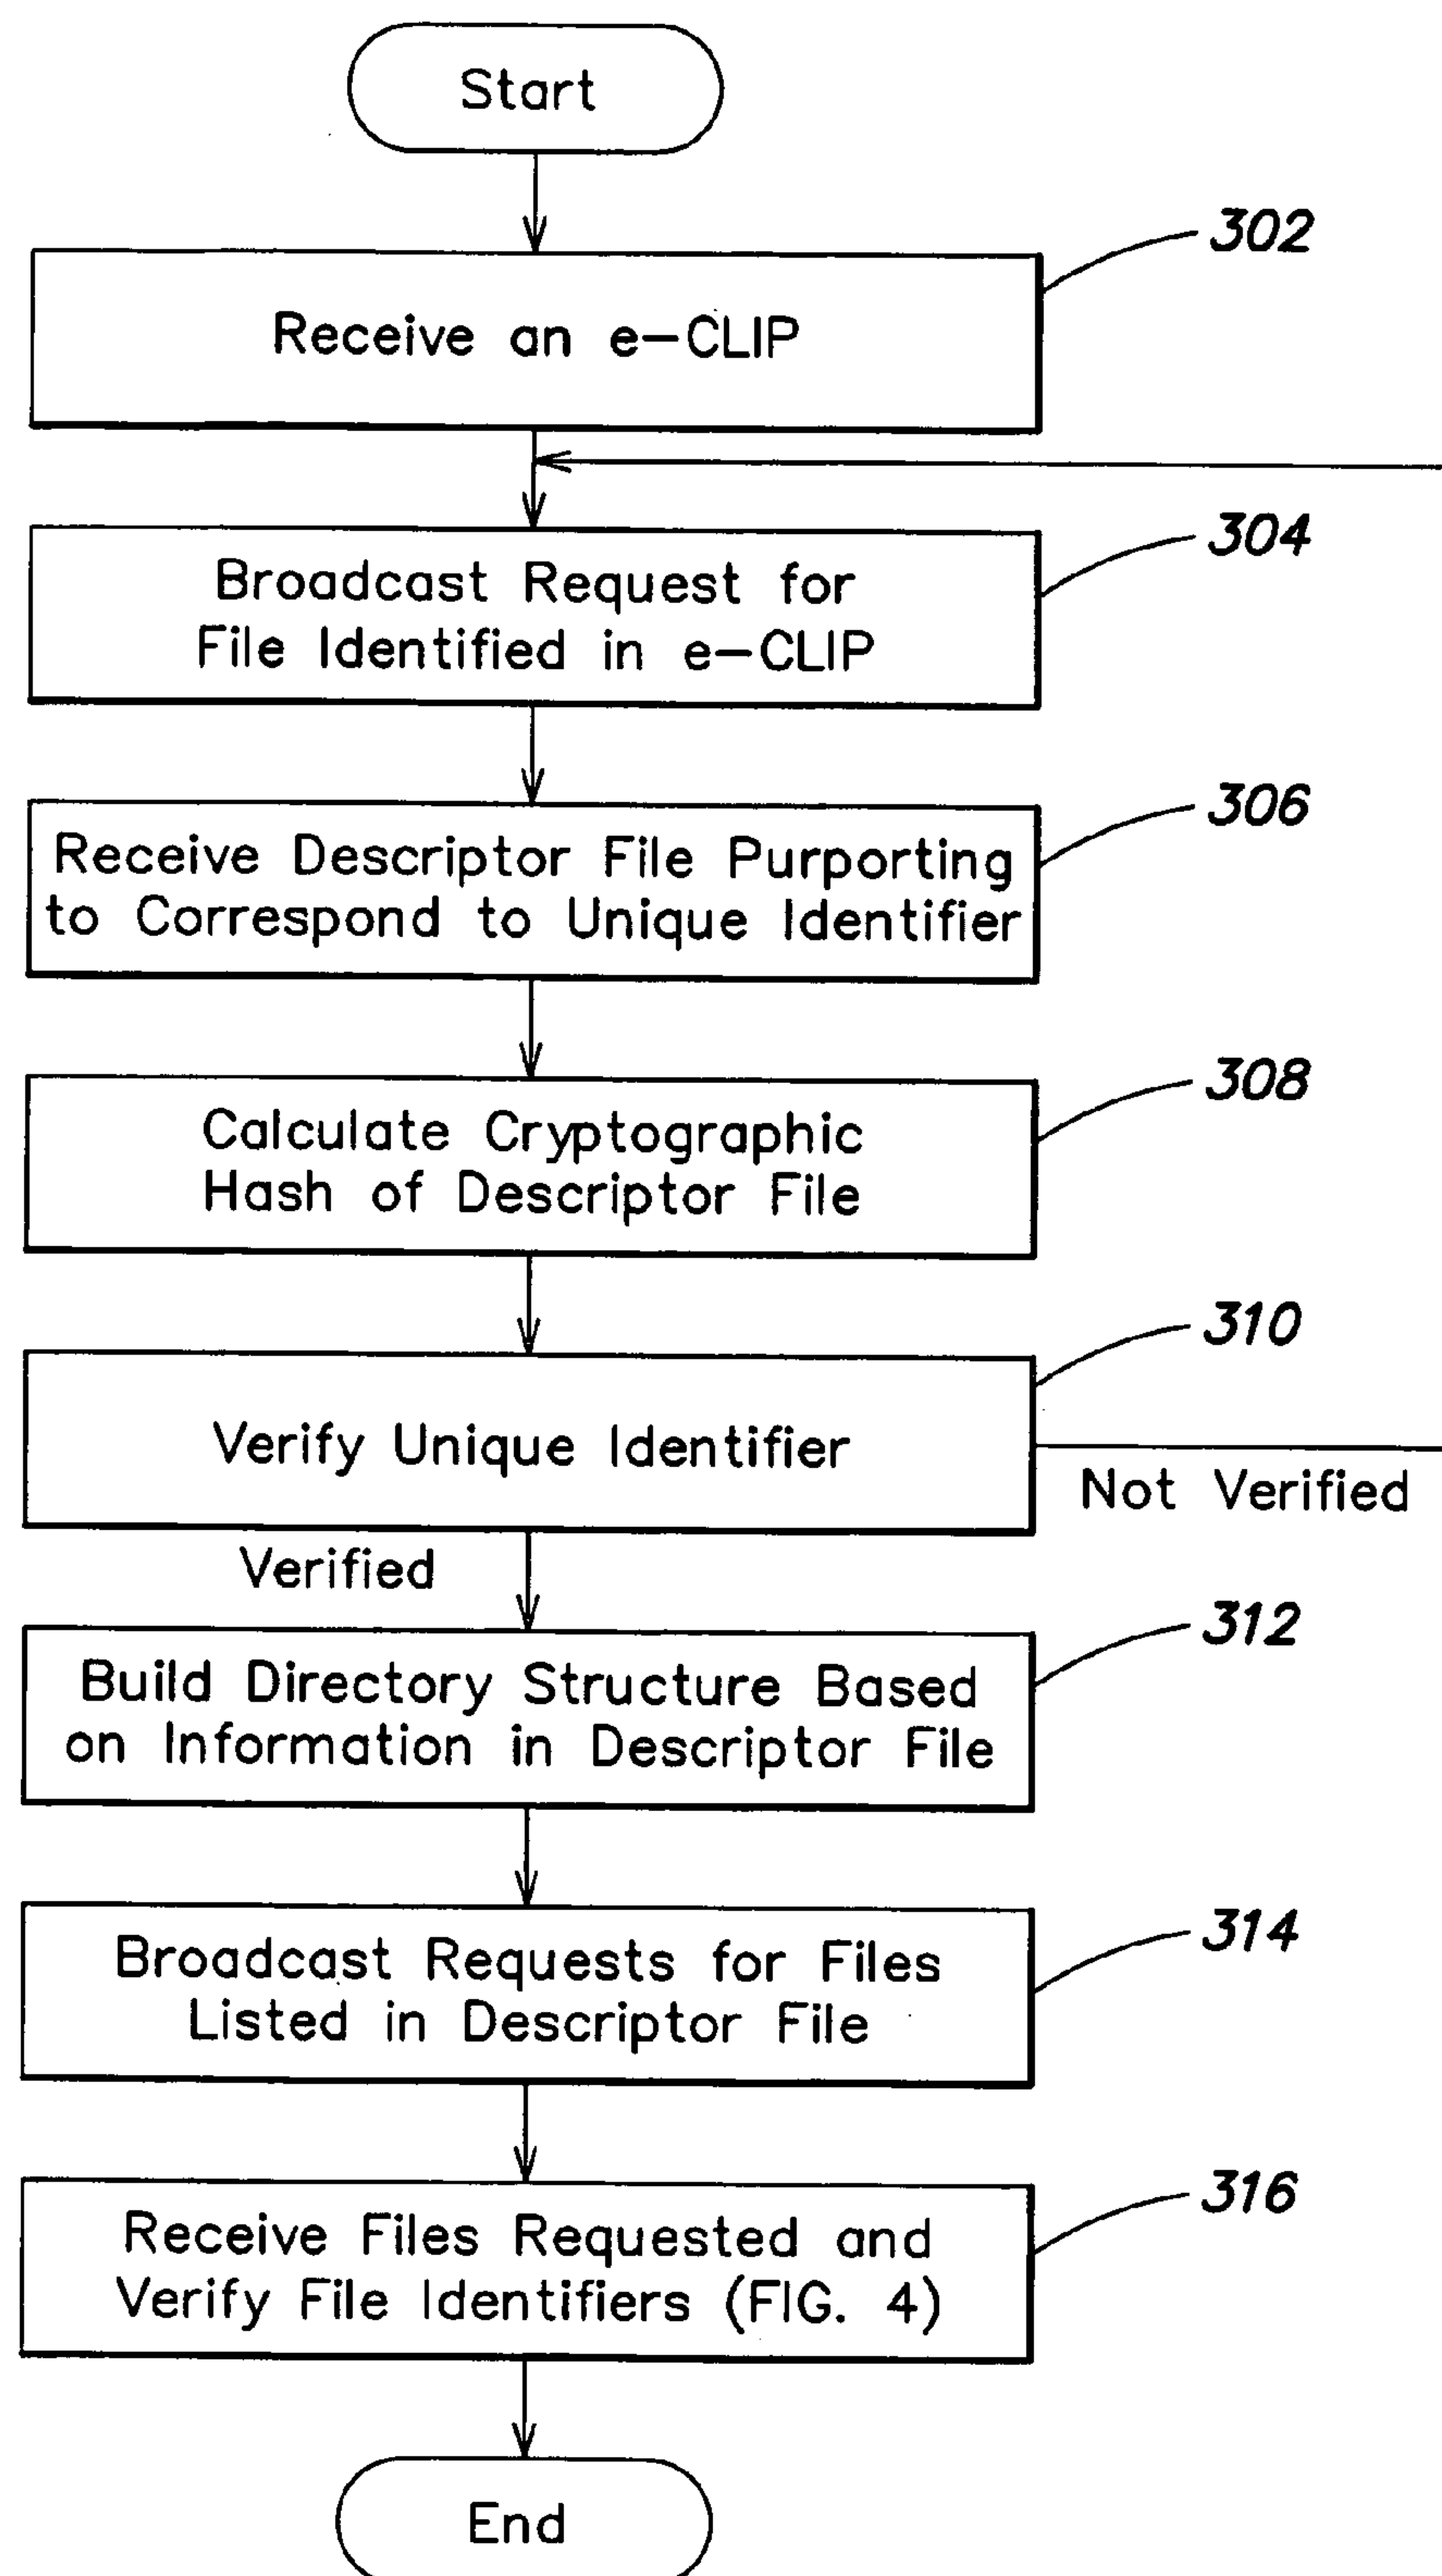 Start
302
Receive an e-CLIP
304
Broadcast Request for
File Identified in e-CLIP
306
Receive Descriptor File Purporting
to Correspond to Unique Identifier
308
Calculate Cryptographic
Hash of Descriptor File
310
Verify Unique Identifier
Not Verified
Verified
312
Build Directory Structure Based
on Information in Descriptor File
314
Broadcast Requests for Files
Listed in Descriptor File
316
Receive Files Requested and
Verify File Identifiers (FIG. 4)
End